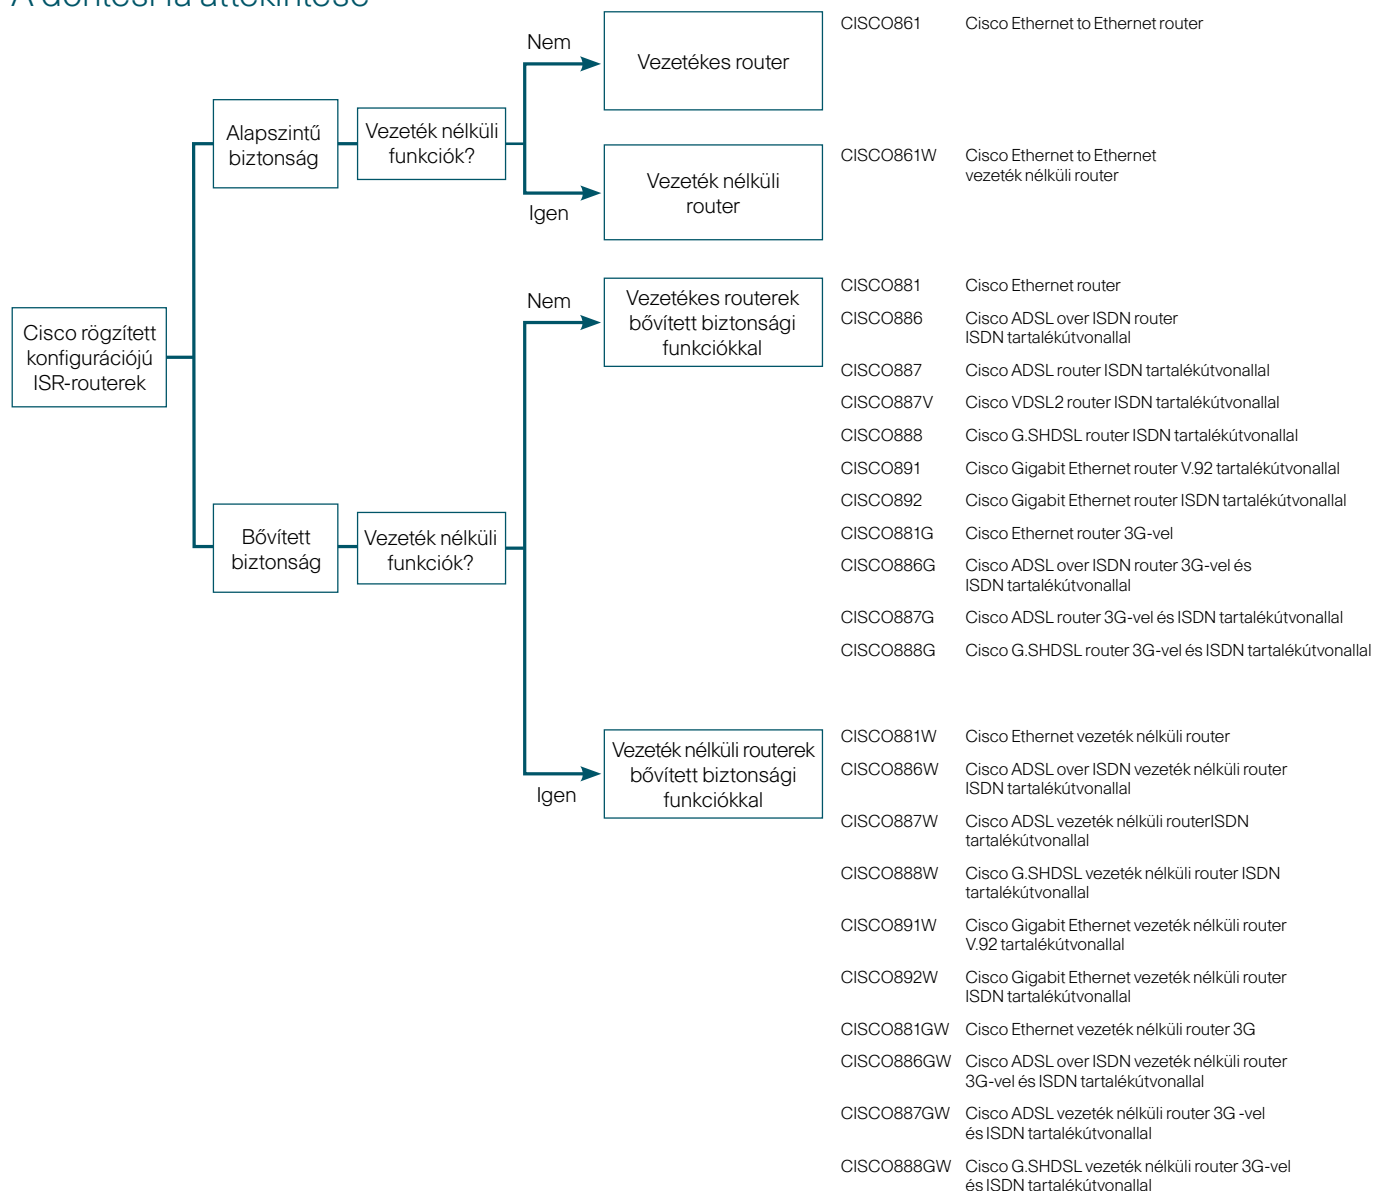 A döntési fa áttekintése
Cisco rögzített
konfigurációjú
ISR-routerek
Alapszintű
biztonság
Vezeték nélküli
funkciók?
Nem
Vezetékes router
CISCO861 Cisco Ethernet to Ethernet router
Igen
Vezeték nélküli
router
CISCO861W Cisco Ethernet to Ethernet
vezeték nélküli router
Bővített
biztonság
Vezeték nélküli
funkciók?
Nem
Vezetékes routerek
bővített biztonsági
funkciókkal
CISCO881 Cisco Ethernet router
CISCO886 Cisco ADSL over ISDN router
ISDN tartalékútvonallal
CISCO887 Cisco ADSL router ISDN tartalékútvonallal
CISCO887V Cisco VDSL2 router ISDN tartalékútvonallal
CISCO888 Cisco G.SHDSL router ISDN tartalékútvonallal
CISCO891 Cisco Gigabit Ethernet router V.92 tartalékútvonallal
CISCO892 Cisco Gigabit Ethernet router ISDN tartalékútvonallal
CISCO881G Cisco Ethernet router 3G-vel
CISCO886G Cisco ADSL over ISDN router 3G-vel és
ISDN tartalékútvonallal
CISCO887G Cisco ADSL router 3G-vel és ISDN tartalékútvonallal
CISCO888G Cisco G.SHDSL router 3G-vel és ISDN tartalékútvonallal
Igen
Vezeték nélküli routerek
bővített biztonsági
funkciókkal
CISCO881W Cisco Ethernet vezeték nélküli router
CISCO886W Cisco ADSL over ISDN vezeték nélküli router
ISDN tartalékútvonallal
CISCO887W Cisco ADSL vezeték nélküli routerISDN
tartalékútvonallal
CISCO888W Cisco G.SHDSL vezeték nélküli router ISDN
tartalékútvonallal
CISCO891W Cisco Gigabit Ethernet vezeték nélküli router
V.92 tartalékútvonallal
CISCO892W Cisco Gigabit Ethernet vezeték nélküli router
ISDN tartalékútvonallal
CISCO881GW Cisco Ethernet vezeték nélküli router 3G
CISCO886GW Cisco ADSL over ISDN vezeték nélküli router
3G-vel és ISDN tartalékútvonallal
CISCO887GW Cisco ADSL vezeték nélküli router 3G -vel
és ISDN tartalékútvonallal
CISCO888GW Cisco G.SHDSL vezeték nélküli router 3G-vel
és ISDN tartalékútvonallal